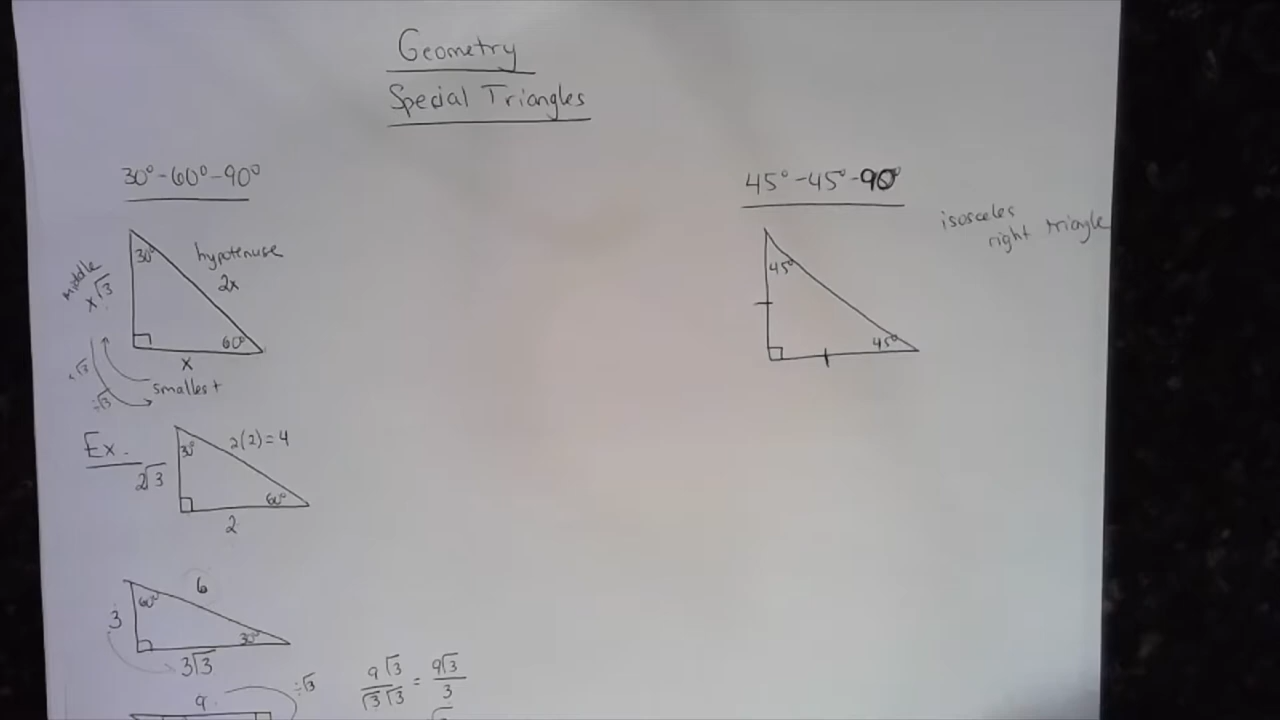 Geometry
Special Triangles
30°-60°-90°
30°
hypotenuse
2x
middle
x√3
60°
x
smallest
·√3
÷√3
Ex.
30°
2(2)=4
2√3
60°
2
60°
6
3
30°
3√3
9
÷√3
9√3/√3√3 = 9√3/3
45°-45°-90°
isosceles
right triangle
45°
45°